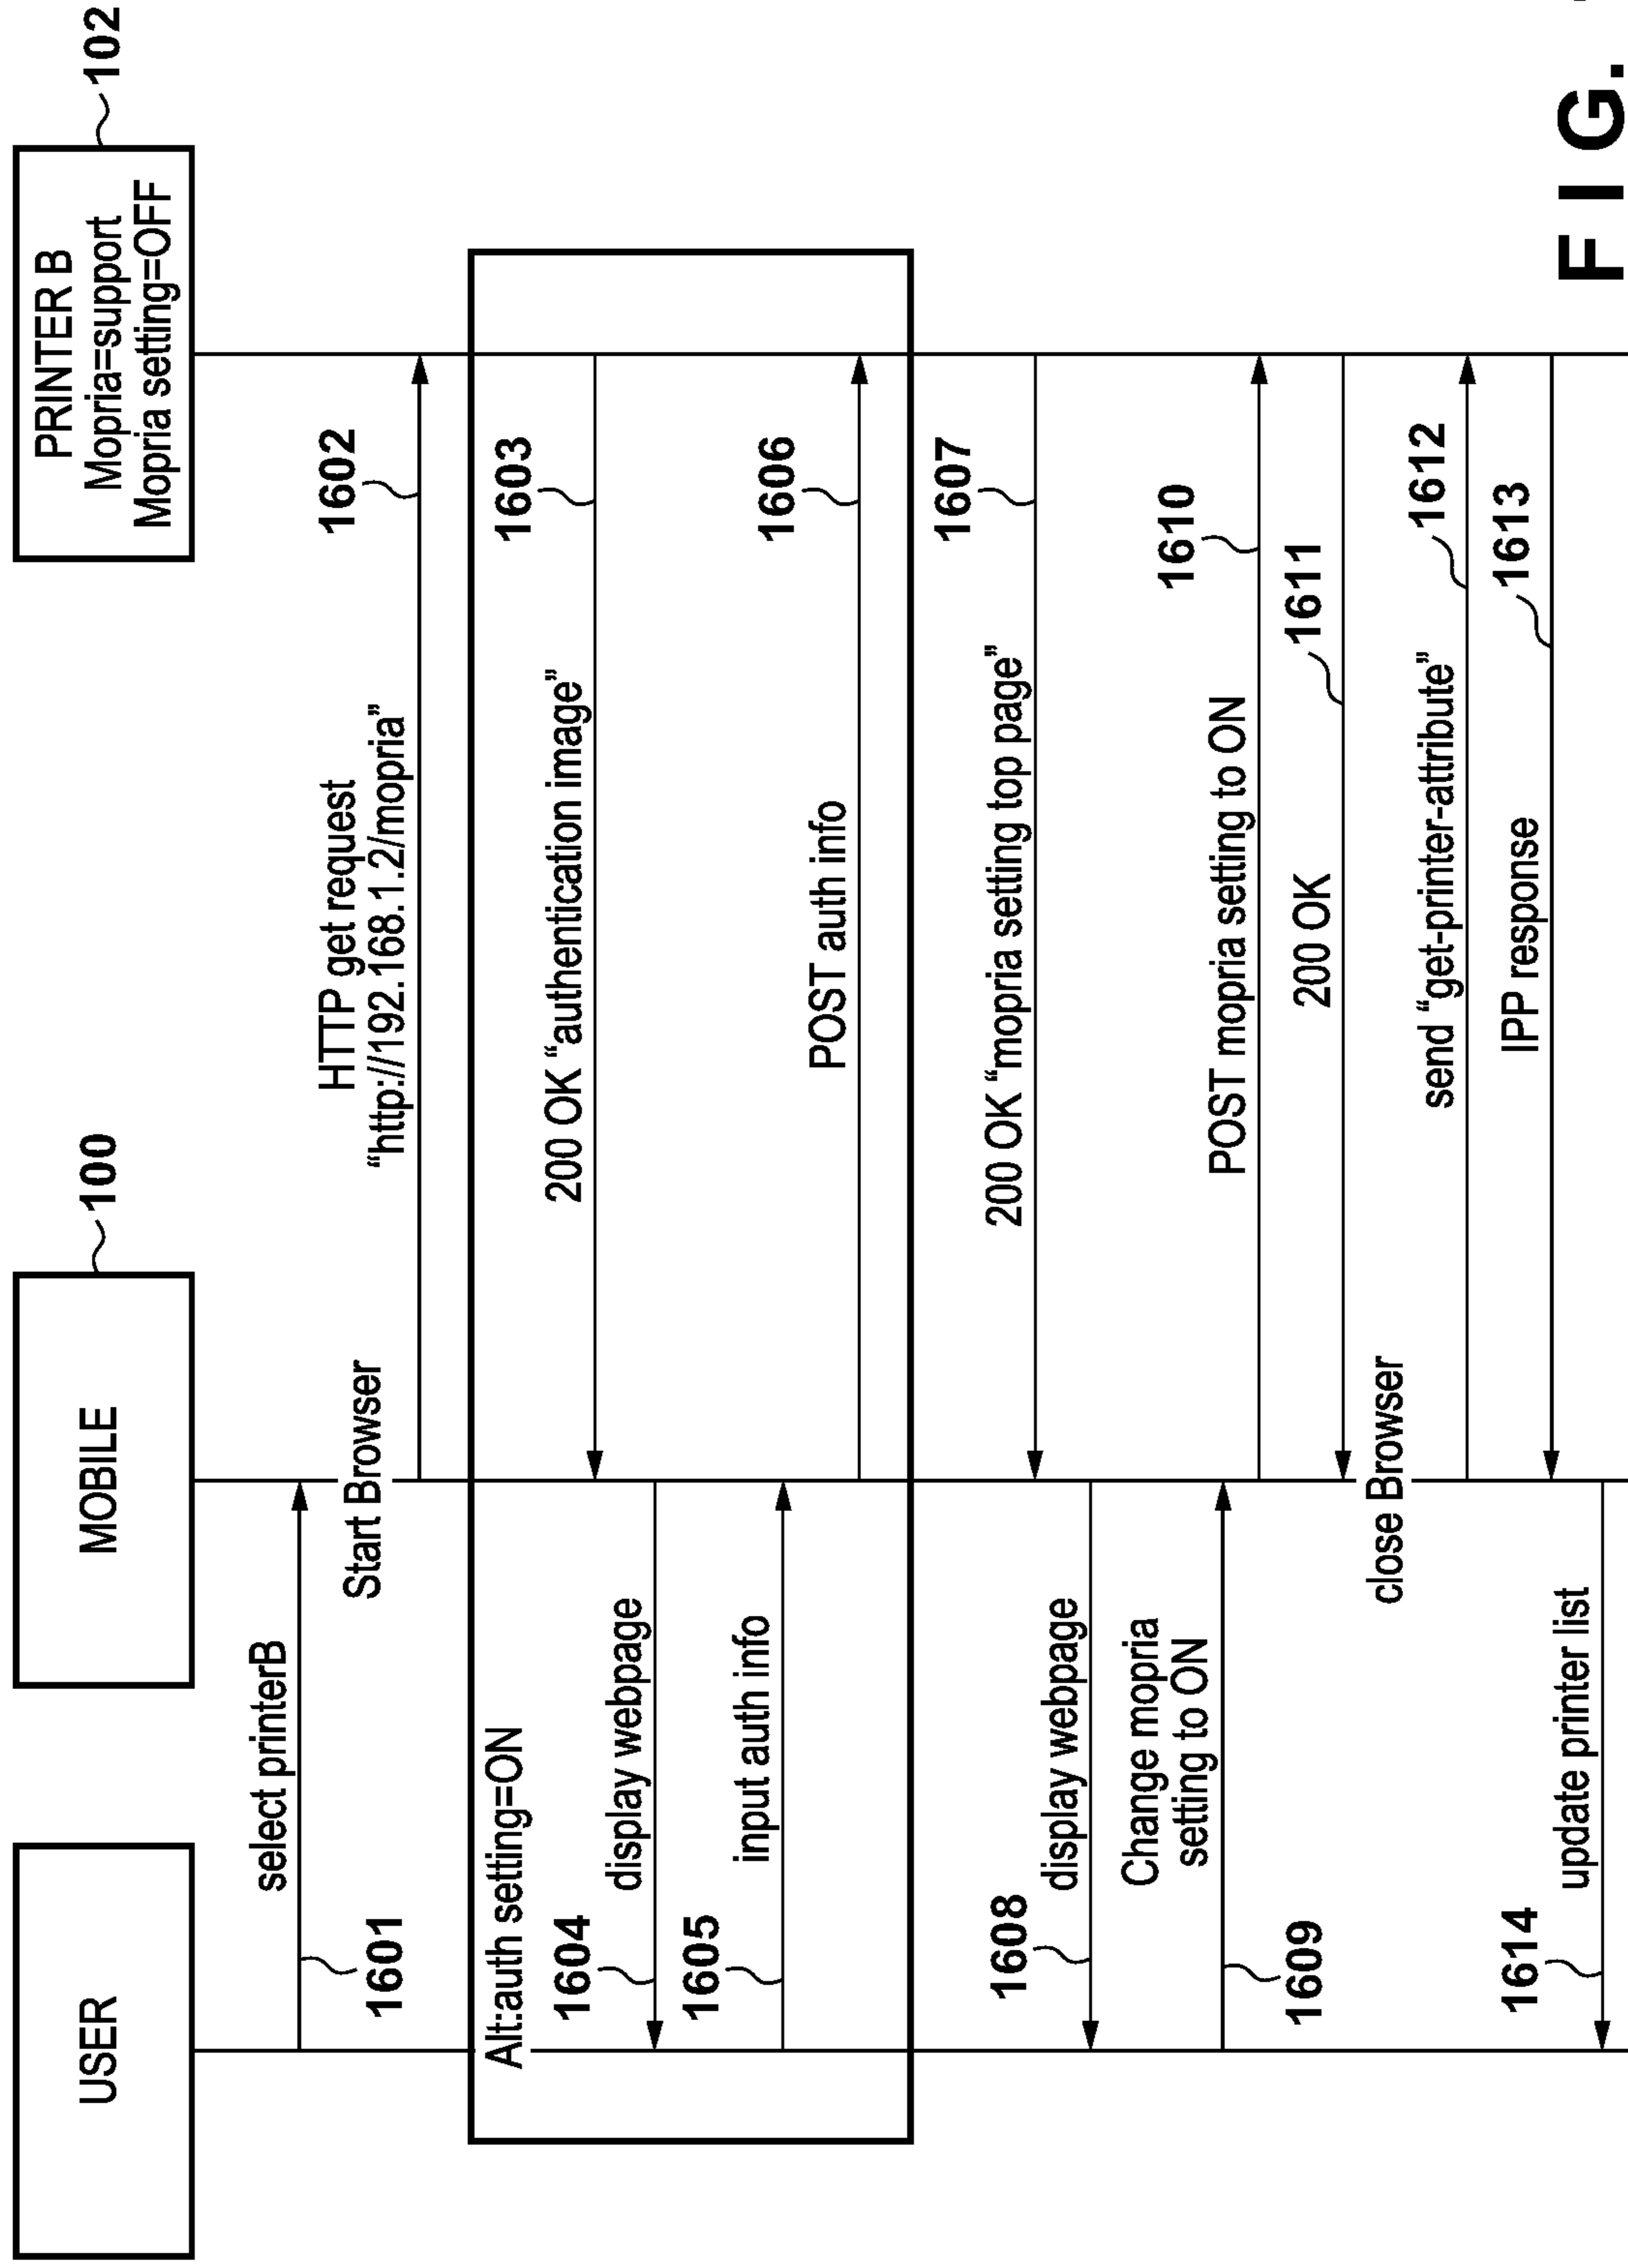 USER
MOBILE
100
PRINTER B
Mopria=support
Mopria setting=OFF
102
select printerB
1601
Start Browser
HTTP get request
“http://192.168.1.2/mopria”
1602
Alt:auth setting=ON
200 OK “authentication image”
1603
display webpage
1604
input auth info
1605
POST auth info
1606
200 OK “mopria setting top page”
1607
display webpage
1608
Change mopria
setting to ON
1609
POST mopria setting to ON
1610
200 OK
1611
close Browser
send “get-printer-attribute”
1612
IPP response
1613
update printer list
1614
FIG.